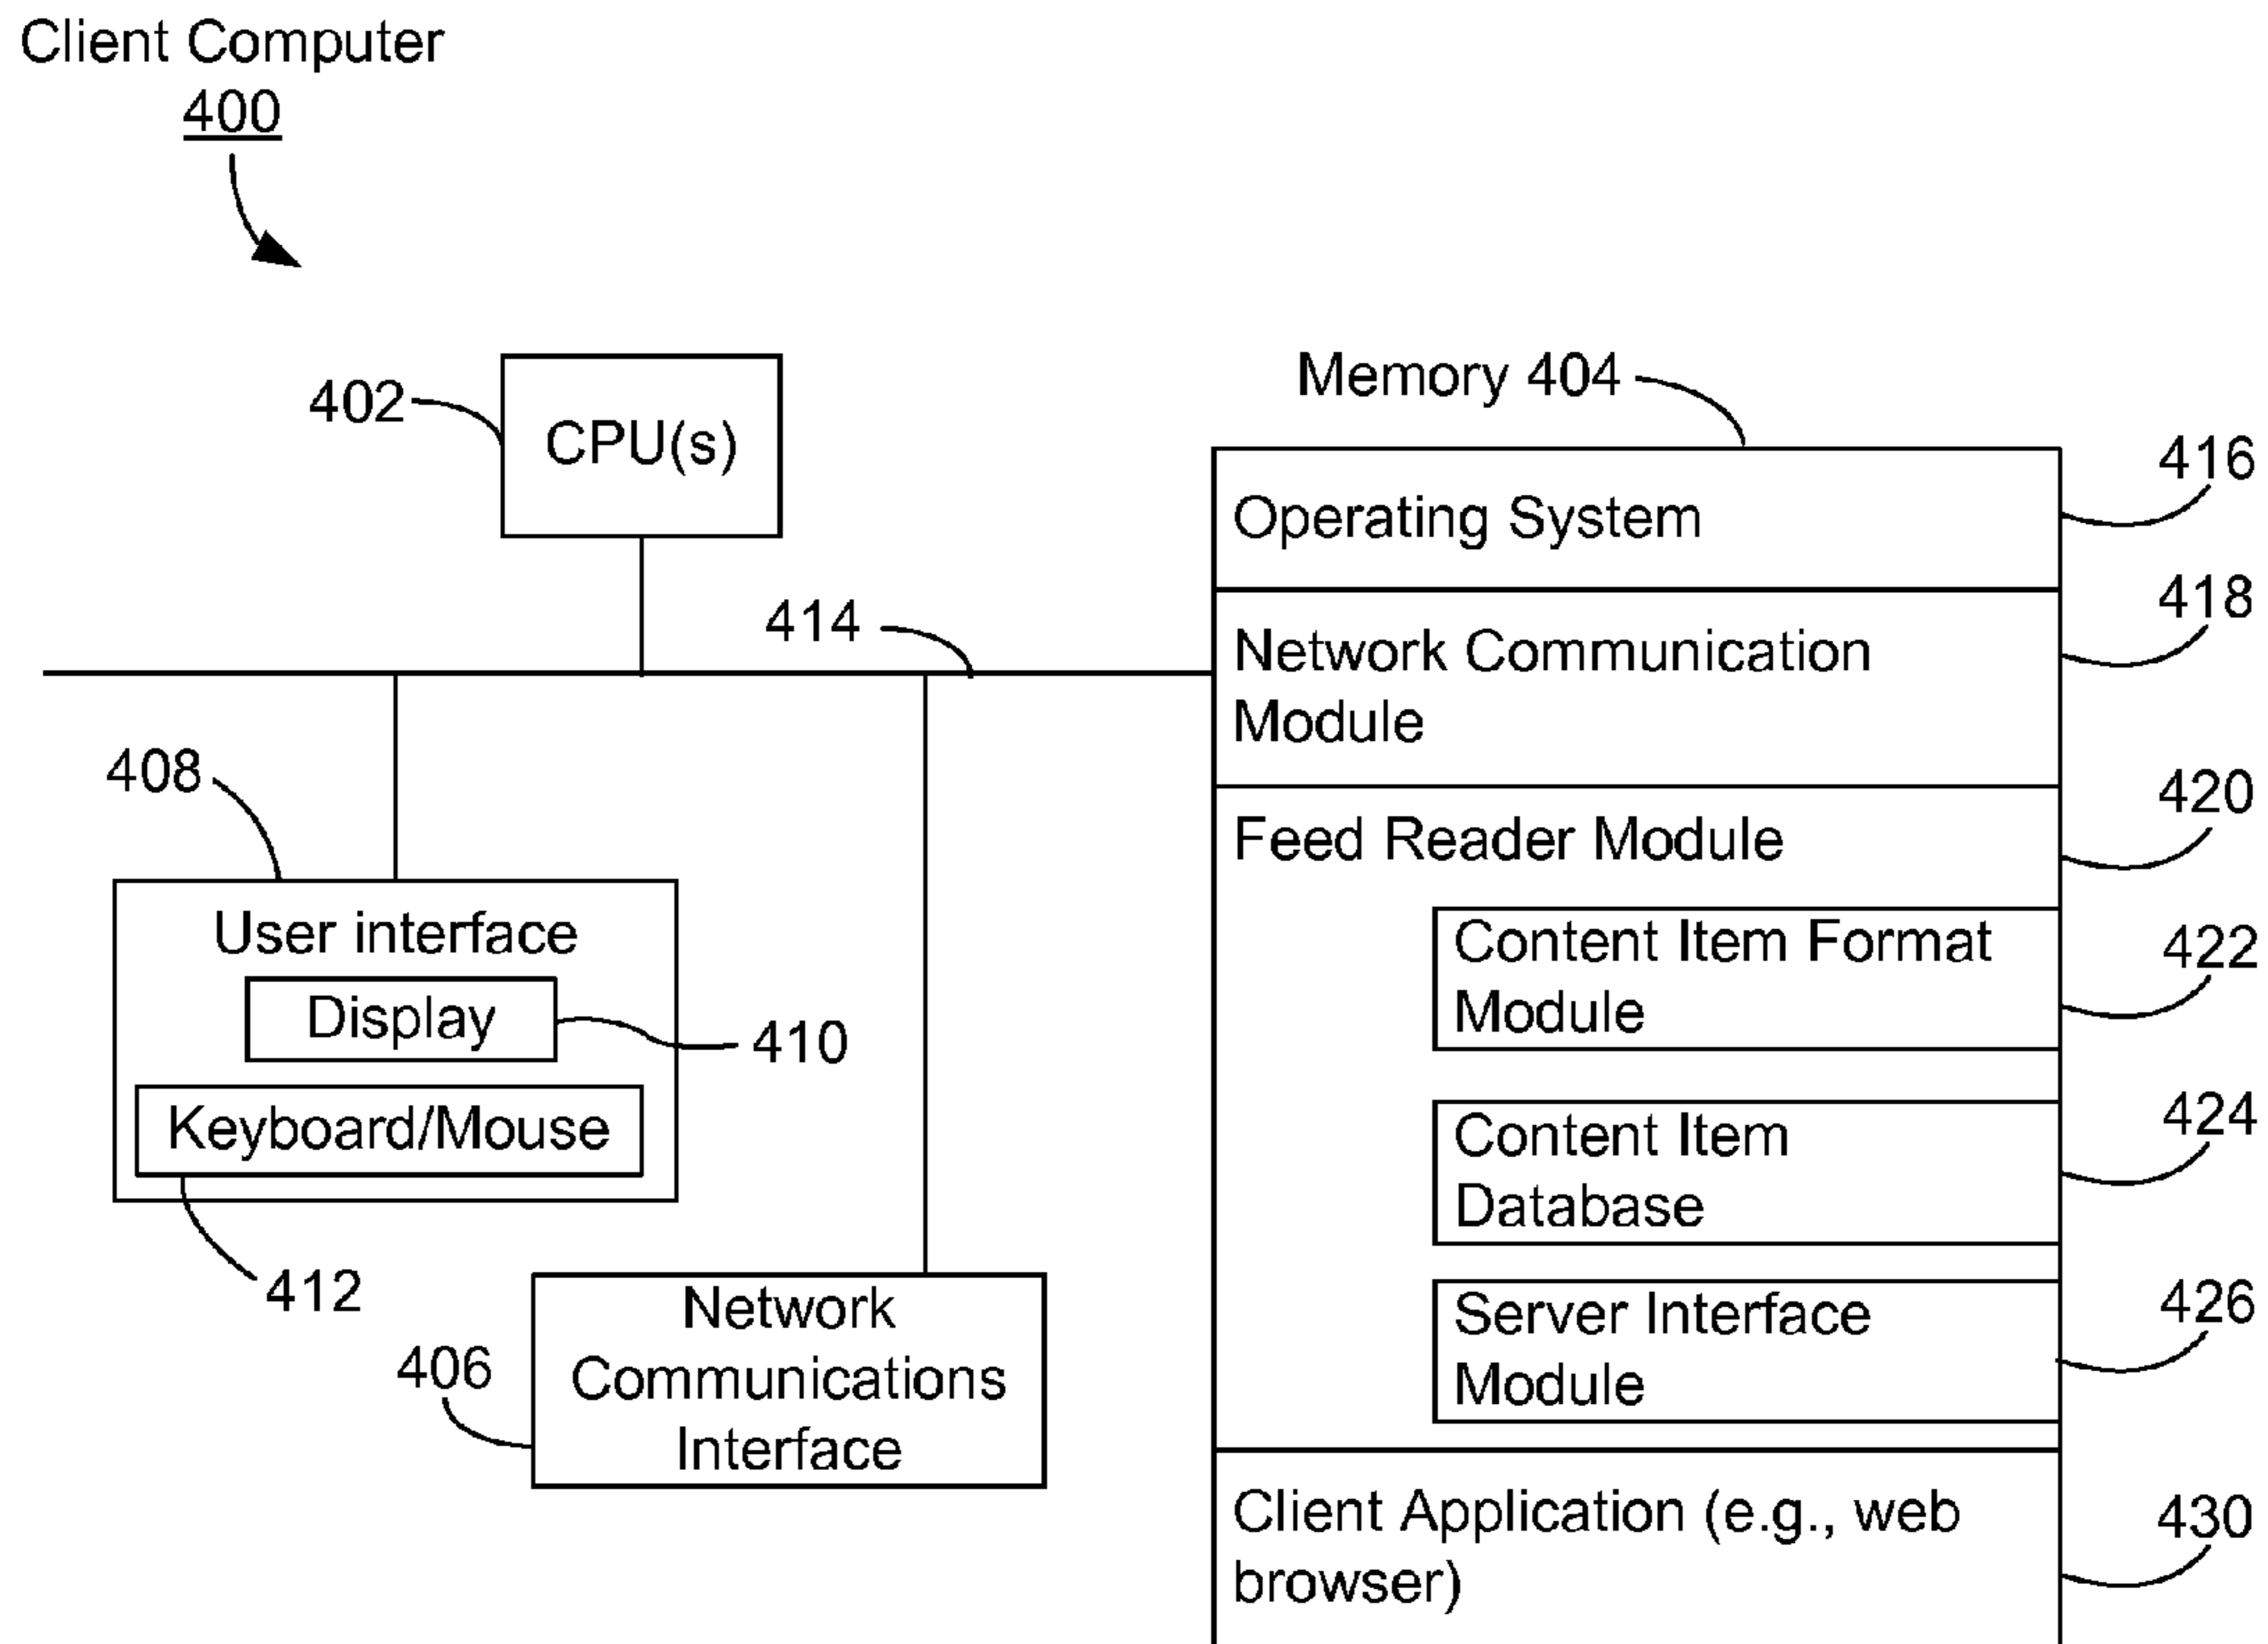 Client Computer
400
402
CPU(s)
Memory 404
416
Operating System
414
418
Network Communication
Module
408
420
Feed Reader Module
User interface
Display
410
Keyboard/Mouse
412
422
Content Item Format
Module
424
Content Item
Database
426
Server Interface
Module
406
Network
Communications
Interface
430
Client Application (e.g., web
browser)